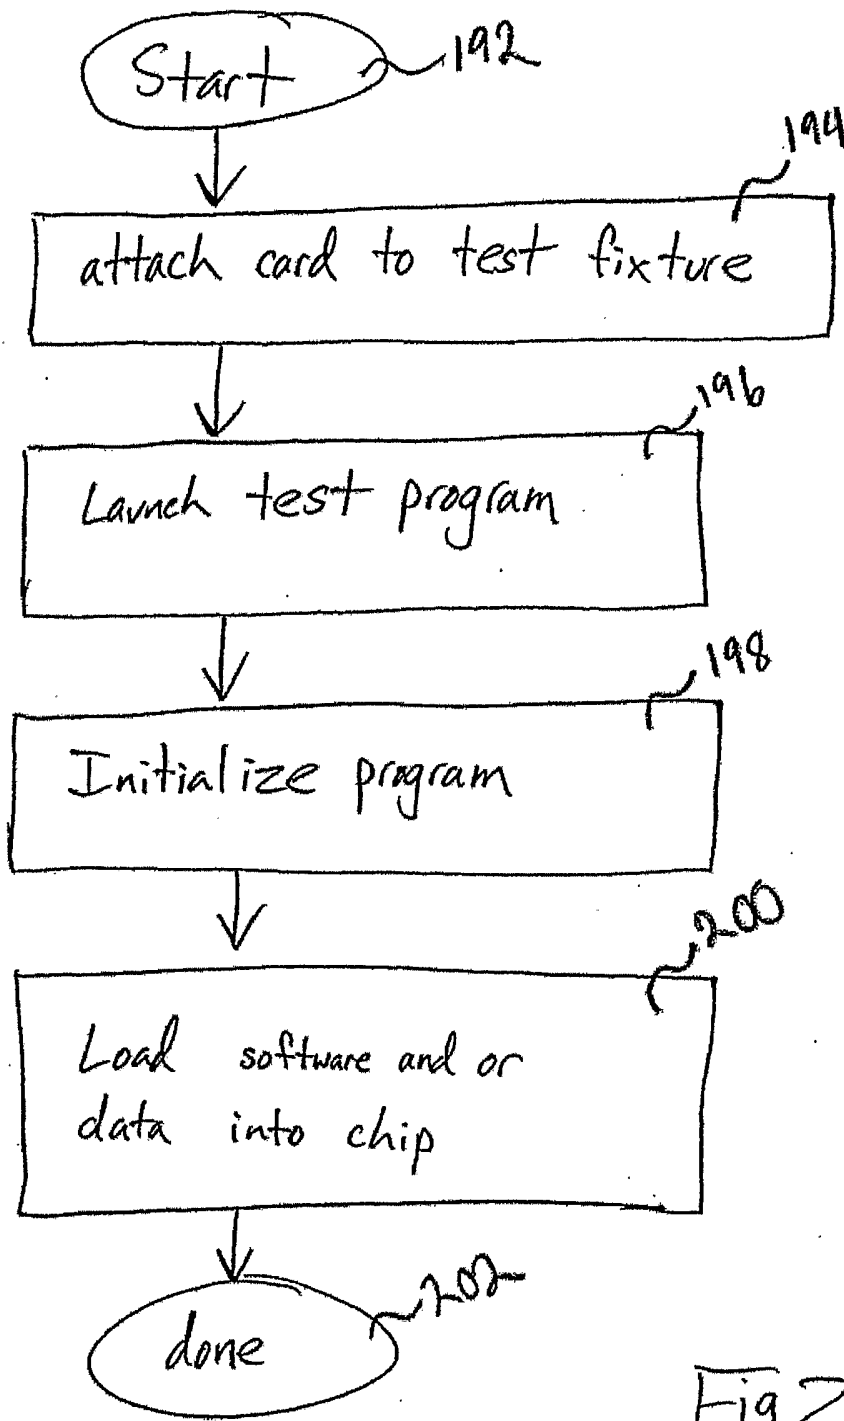 Start
192
194
attach card to test fixture
196
Launch test program
198
Initialize program
200
Load software and or
data into chip
202
done
Fig